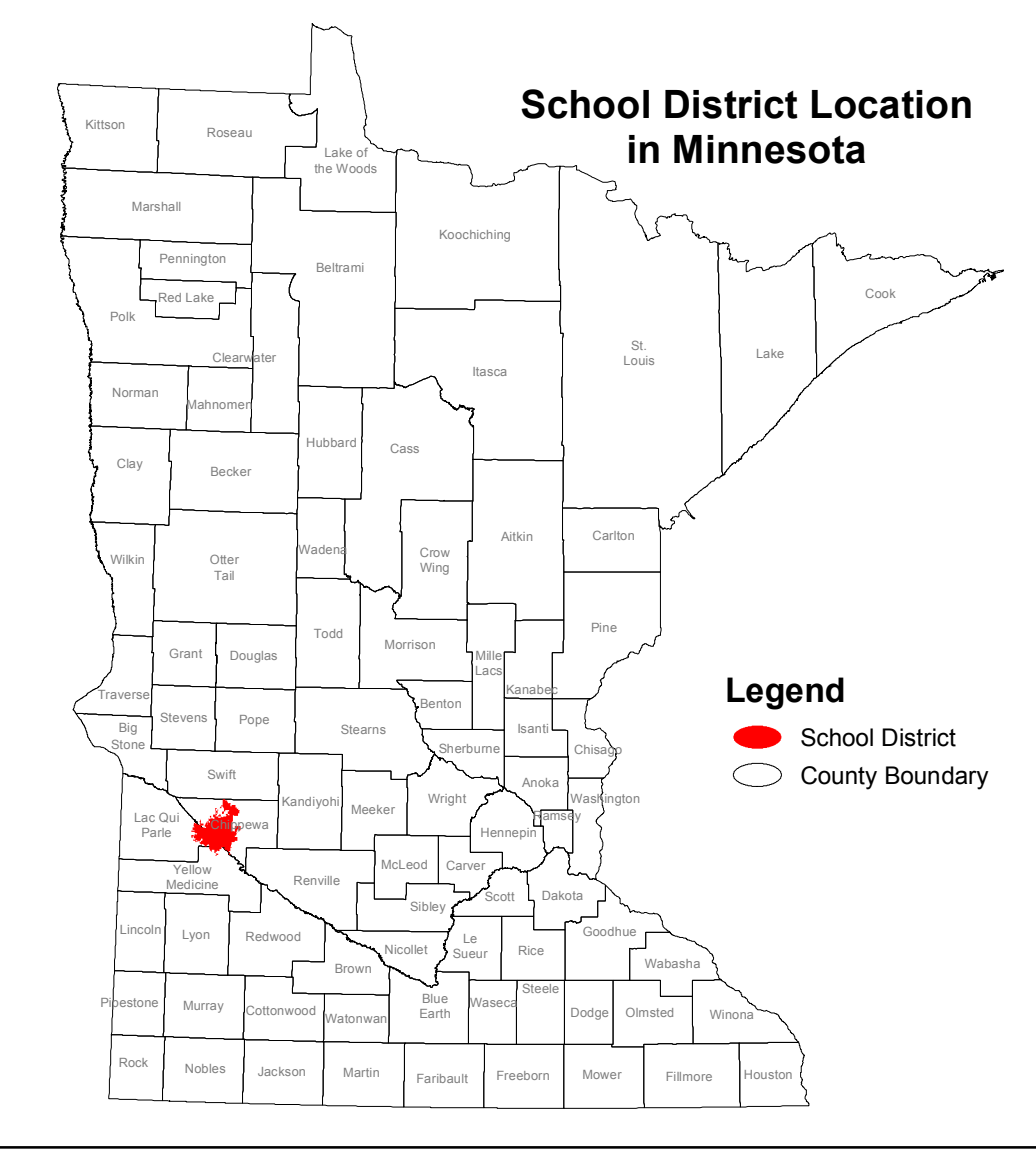 School District Location
in Minnesota
Kittson
Roseau
Lake of
the Woods
Marshall
Koochiching
Pennington
Beltrami
Red Lake
Cook
Polk
St.
Louis
Lake
Clearwater
Itasca
Norman
Mahnomen
Hubbard
Cass
Clay
Becker
Aitkin
Carlton
Wilkin
Otter
Tail
Wadena
Crow
Wing
Pine
Todd
Morrison
Grant
Douglas
Mille
Lacs
Kanabec
Traverse
Benton
Legend
Stevens
Pope
Stearns
Isanti
Big
Stone
Sherburne
Chisago
School District
County Boundary
Swift
Anoka
Kandiyohi
Meeker
Wright
Washington
Ramsey
Lac Qui
Parle
Chippewa
Hennepin
McLeod
Carver
Yellow
Medicine
Renville
Scott
Dakota
Sibley
Lincoln
Lyon
Redwood
Nicollet
Le
Sueur
Rice
Goodhue
Brown
Wabasha
Pipestone
Murray
Cottonwood
Watonwan
Blue
Earth
Waseca
Steele
Dodge
Olmsted
Winona
Rock
Nobles
Jackson
Martin
Faribault
Freeborn
Mower
Fillmore
Houston